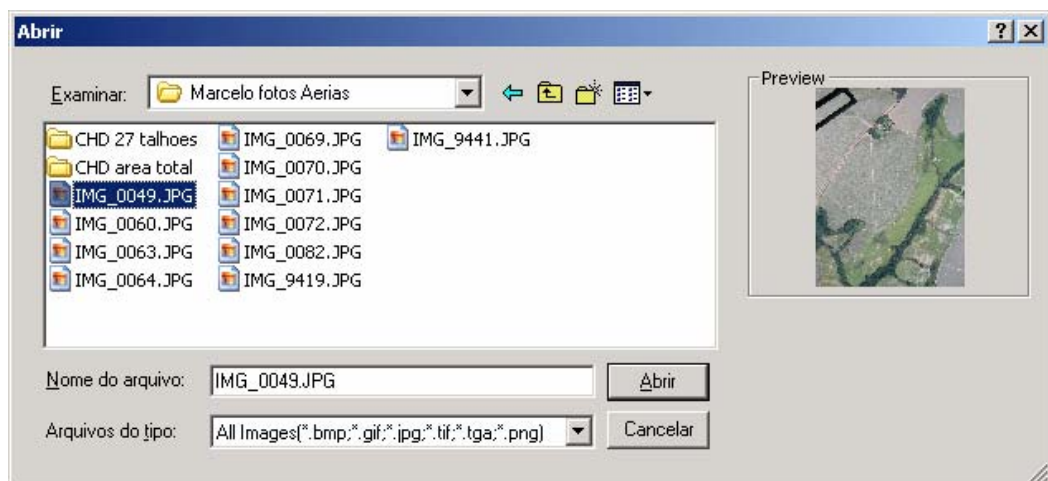 Abrir
Examinar: Marcelo fotos Aerias
Preview
CHD 27 talhoes
CHD area total
IMG_0049.JPG
IMG_0060.JPG
IMG_0063.JPG
IMG_0064.JPG
IMG_0069.JPG
IMG_0070.JPG
IMG_0071.JPG
IMG_0072.JPG
IMG_0082.JPG
IMG_9419.JPG
IMG_9441.JPG
Nome do arquivo: IMG_0049.JPG
Abrir
Arquivos do tipo: All Images(*.bmp;*.gif;*.jpg;*.tif;*.tga;*.png)
Cancelar